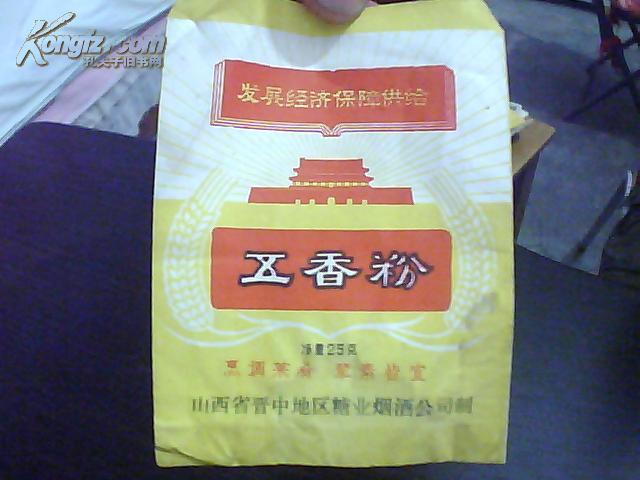 Kongfz.com
孔夫子旧书网
发展经济保障供给
五香粉
净重25克
烹调菜肴 荤素皆宜
山西省晋中地区糖业烟酒公司制